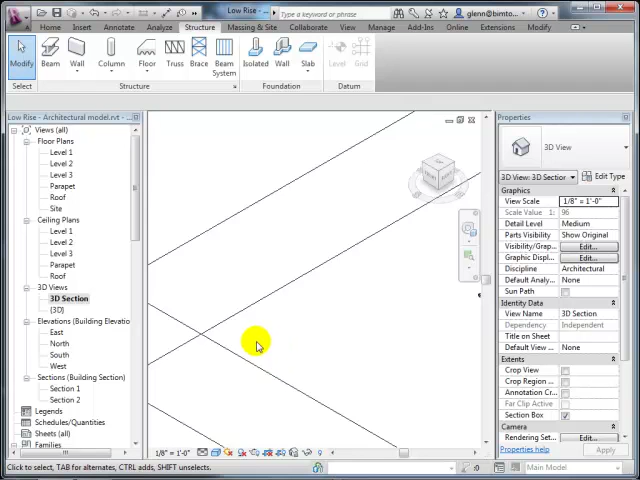 Low Rise -
Type a keyword or phrase
glenn@bimto...
Home Insert Annotate Analyze Structure Massing & Site Collaborate View Manage Add-Ins Online Extensions Modify
Modify Beam Wall Column Floor Truss Brace Beam System Isolated Wall Slab Level Grid
Select Structure Foundation Datum
Low Rise - Architectural model.rvt - ...
Views (all)
Floor Plans
Level 1
Level 2
Level 3
Parapet
Roof
Site
Ceiling Plans
Level 1
Level 2
Level 3
Parapet
Roof
3D Views
3D Section
{3D}
Elevations (Building Elevatio
East
North
South
West
Sections (Building Section)
Section 1
Section 2
Legends
Schedules/Quantities
Sheets (all)
Families
Properties
3D View
3D View: 3D Section Edit Type
Graphics
View Scale 1/8" = 1'-0"
Scale Value 1: 96
Detail Level Medium
Parts Visibility Show Original
Visibility/Grap... Edit...
Graphic Displ... Edit...
Discipline Architectural
Default Analy... None
Sun Path
Identity Data
View Name 3D Section
Dependency Independent
Title on Sheet
Default View ... None
Extents
Crop View
Crop Region ...
Annotation Cr...
Far Clip Active
Section Box
Camera
Rendering Set... Edit...
Properties help Apply
1/8" = 1'-0"
Click to select, TAB for alternates, CTRL adds, SHIFT unselects.
:0 Main Model